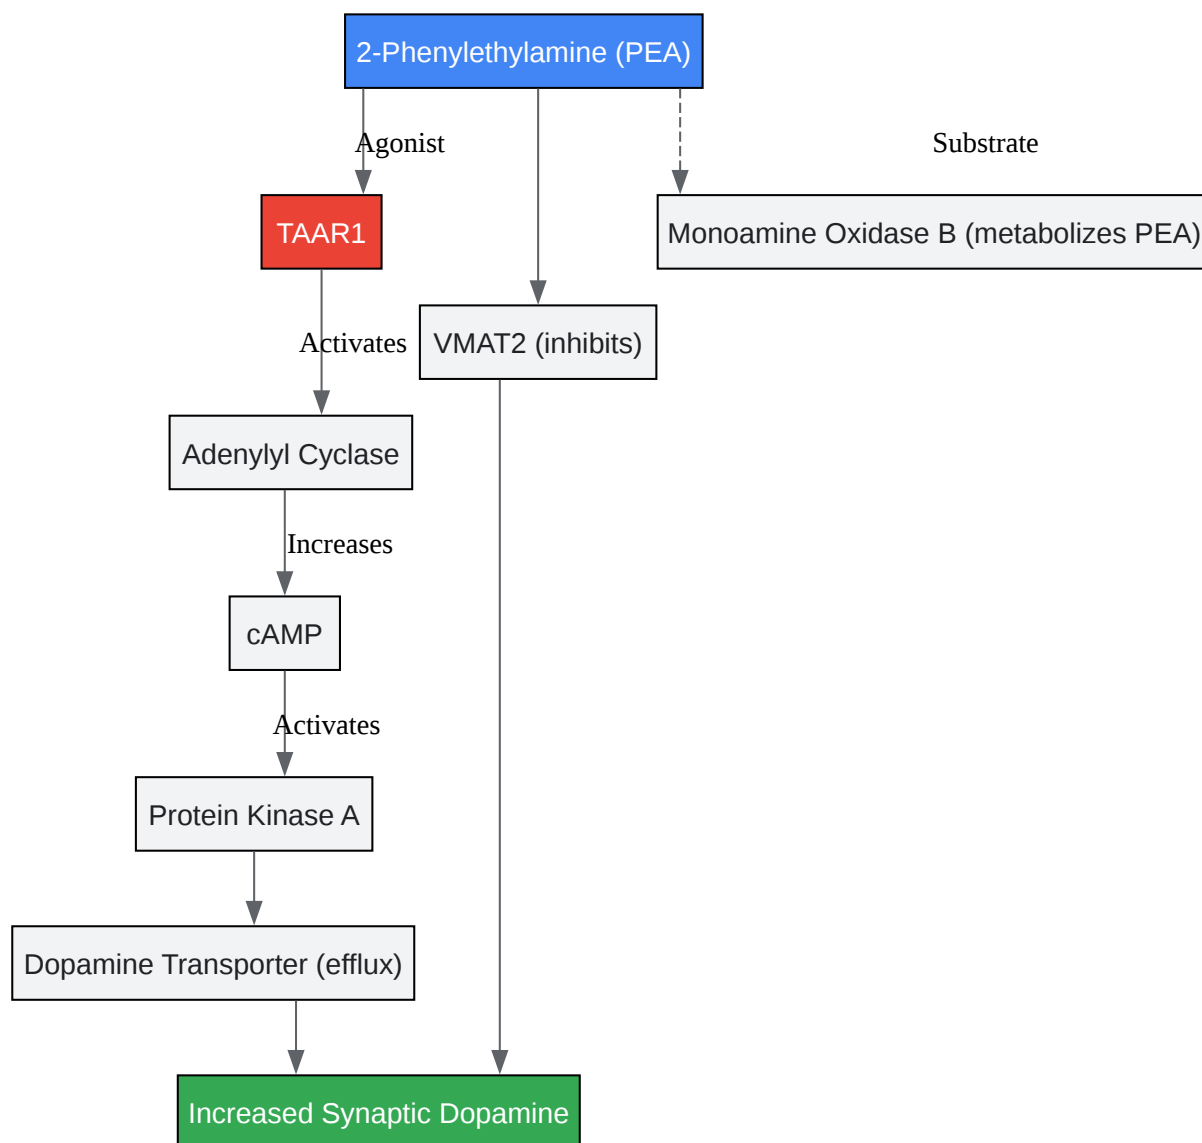 2-Phenylethylamine (PEA)
Agonist
Substrate
TAAR1
Monoamine Oxidase B (metabolizes PEA)
Activates
VMAT2 (inhibits)
Adenylyl Cyclase
Increases
cAMP
Activates
Protein Kinase A
Dopamine Transporter (efflux)
Increased Synaptic Dopamine